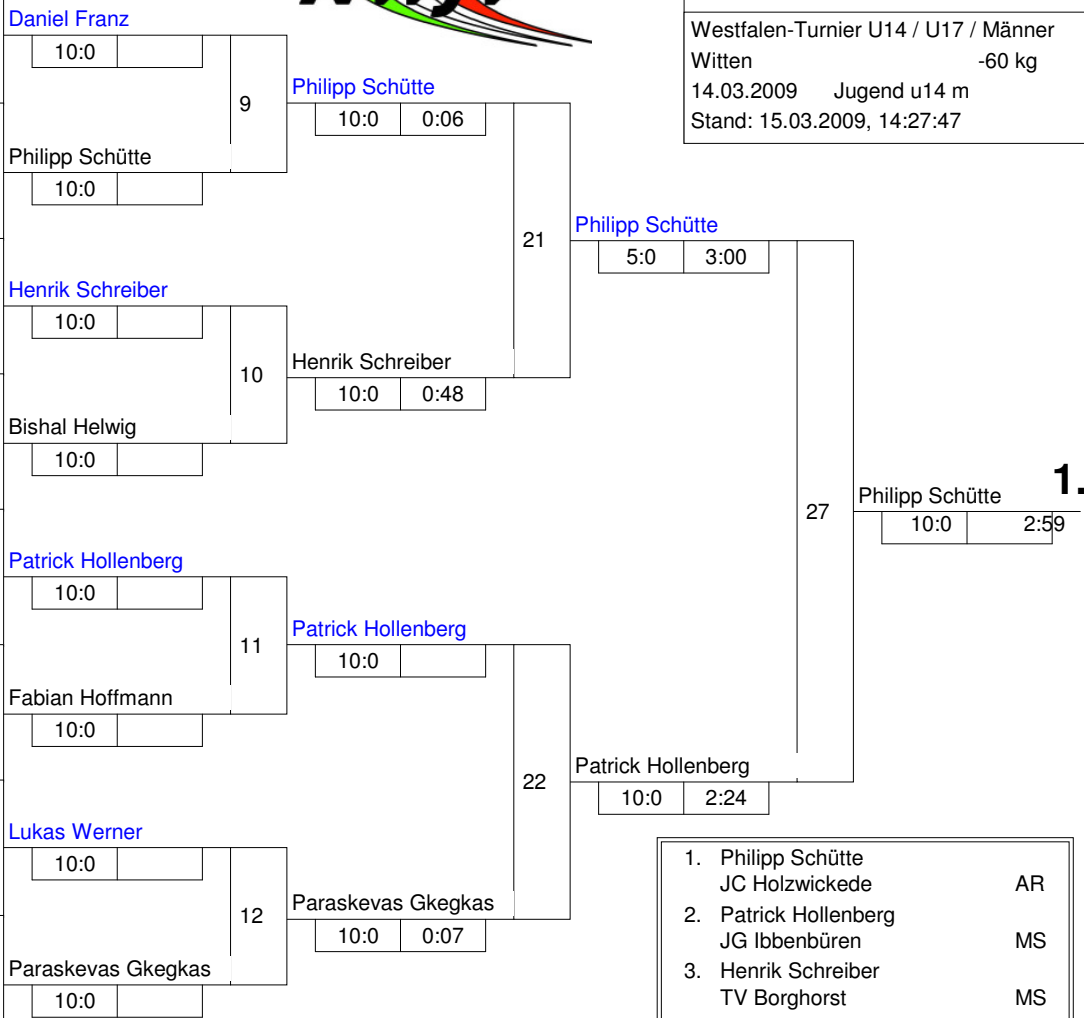 Westfalen-Turnier U14 / U17 / Männer
Witten -60 kg
14.03.2009 Jugend u14 m
Stand: 15.03.2009, 14:27:47
Daniel Franz
10:0
9
Philipp Schütte
10:0
Philipp Schütte
10:0 0:06
21
Henrik Schreiber
10:0
10
Bishal Helwig
10:0
Henrik Schreiber
10:0 0:48
Philipp Schütte
5:0 3:00
27
Philipp Schütte 1.
10:0 2:59
Patrick Hollenberg
10:0
11
Fabian Hoffmann
10:0
Patrick Hollenberg
10:0
22
Lukas Werner
10:0
12
Paraskevas Gkegkas
10:0
Paraskevas Gkegkas
10:0 0:07
Patrick Hollenberg
10:0 2:24
1. Philipp Schütte
JC Holzwickede AR
2. Patrick Hollenberg
JG Ibbenbüren MS
3. Henrik Schreiber
TV Borghorst MS